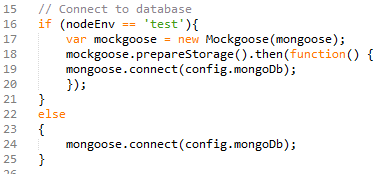 15 // Connect to database
16 if (nodeEnv == 'test'){
17 var mockgoose = new Mockgoose(mongoose);
18 mockgoose.prepareStorage().then(function() {
19 mongoose.connect(config.mongoDb);
20 });
21 }
22 else
23 {
24 mongoose.connect(config.mongoDb);
25 }